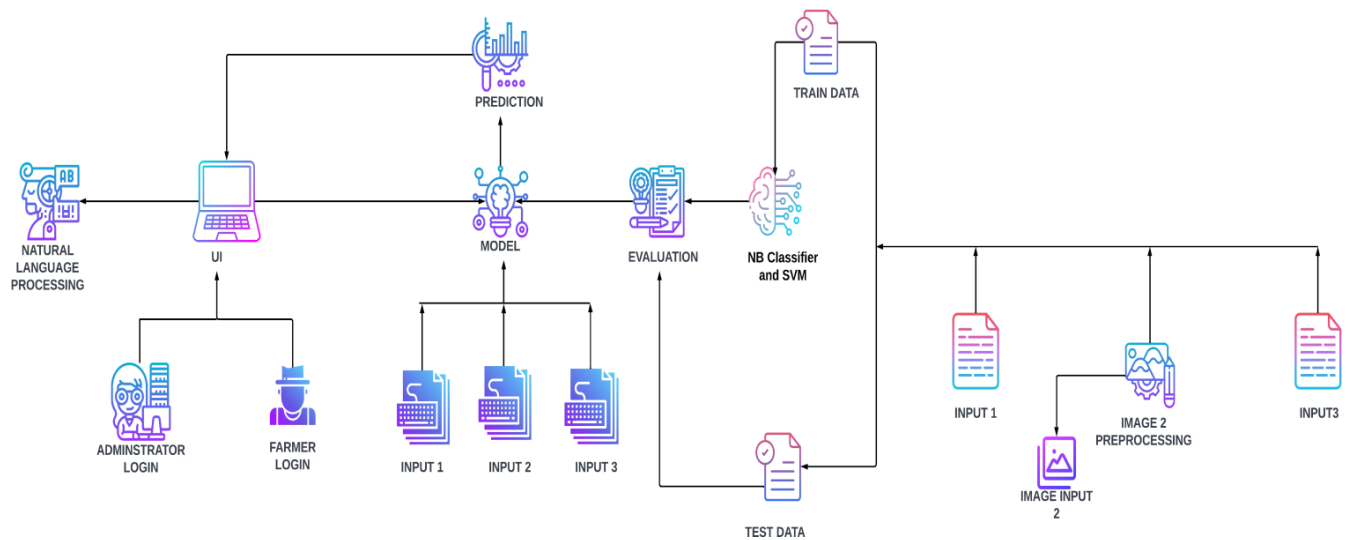 PREDICTION
TRAIN DATA
AB
NATURAL
LANGUAGE
PROCESSING
UI
MODEL
EVALUATION
NB Classifier
and SVM
ADMINSTRATOR
LOGIN
FARMER
LOGIN
INPUT 1
INPUT 2
INPUT 3
TEST DATA
INPUT 1
IMAGE 2
PREPROCESSING
INPUT3
IMAGE INPUT
2